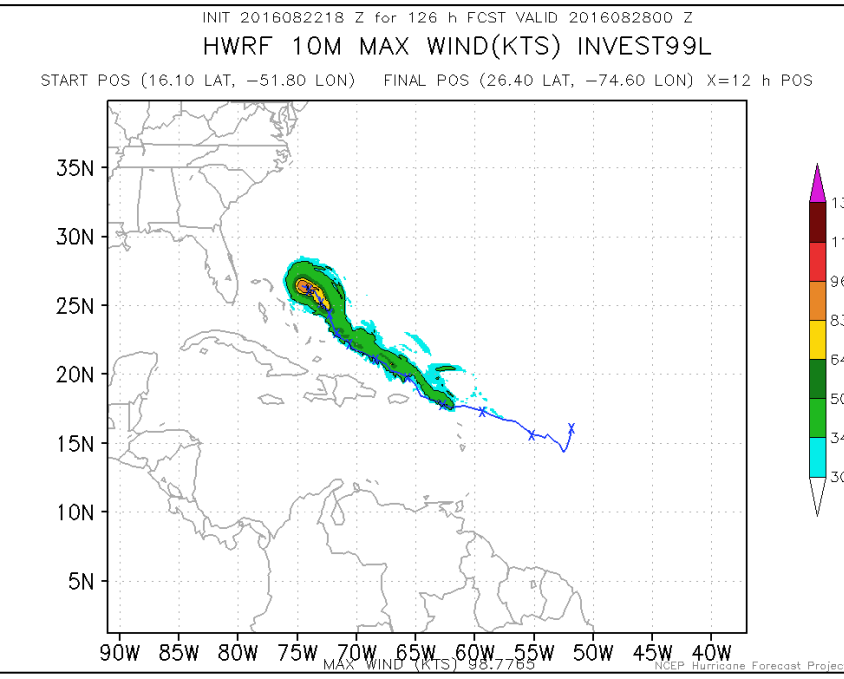 INIT 2016082218 Z for 126 h FCST VALID 2016082800 Z
HWRF 10M MAX WIND(KTS) INVEST99L
START POS (16.10 LAT, −51.80 LON) FINAL POS (26.40 LAT, −74.60 LON) X=12 h POS
35N
30N
25N
20N
15N
10N
5N
96
83
64
50
34
30
90W 85W 80W 75W 70W 65W 60W 55W 50W 45W 40W
MAX WIND (KTS) 98.7765
NCEP Hurricane Forecast Projec